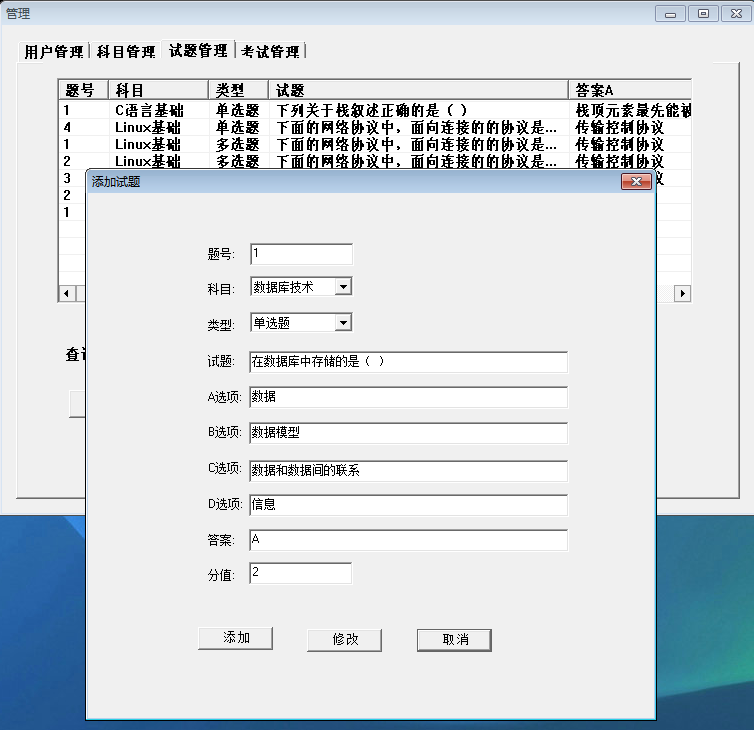 管理
用户管理 科目管理 试题管理 考试管理
题号 科目 类型 试题 答案A
1 C语言基础 单选题 下列关于栈叙述正确的是（ ） 栈顶元素最先能被
4 Linux基础 单选题 下面的网络协议中，面向连接的的协议是... 传输控制协议
1 Linux基础 多选题 下面的网络协议中，面向连接的的协议是... 传输控制协议
2 Linux基础 多选题 下面的网络协议中，面向连接的的协议是... 传输控制协议
3
2
1
添加试题
题号: 1
科目: 数据库技术
类型: 单选题
试题: 在数据库中存储的是（ ）
A选项: 数据
B选项: 数据模型
C选项: 数据和数据间的联系
D选项: 信息
答案: A
分值: 2
添加 修改 取消